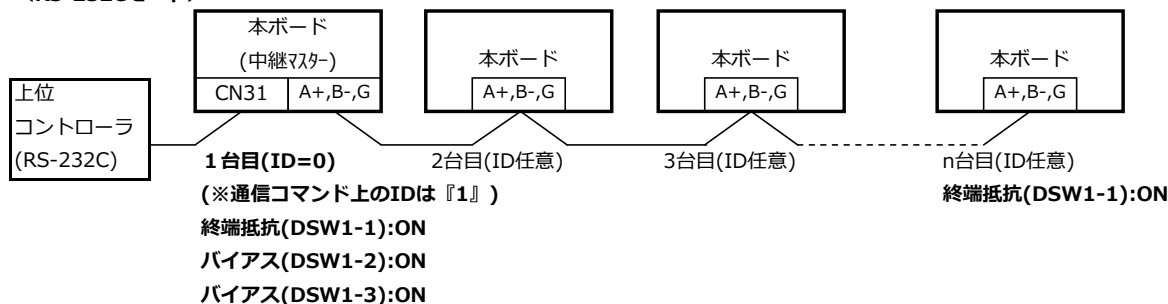 本ボード
(中継ﾏｽﾀｰ)
CN31 A+,B-,G
本ボード
A+,B-,G
本ボード
A+,B-,G
本ボード
A+,B-,G
上位
コントローラ
(RS-232C)
1台目(ID=0)
(※通信コマンド上のIDは『1』)
終端抵抗(DSW1-1):ON
バイアス(DSW1-2):ON
バイアス(DSW1-3):ON
2台目(ID任意)
3台目(ID任意)
n台目(ID任意)
終端抵抗(DSW1-1):ON